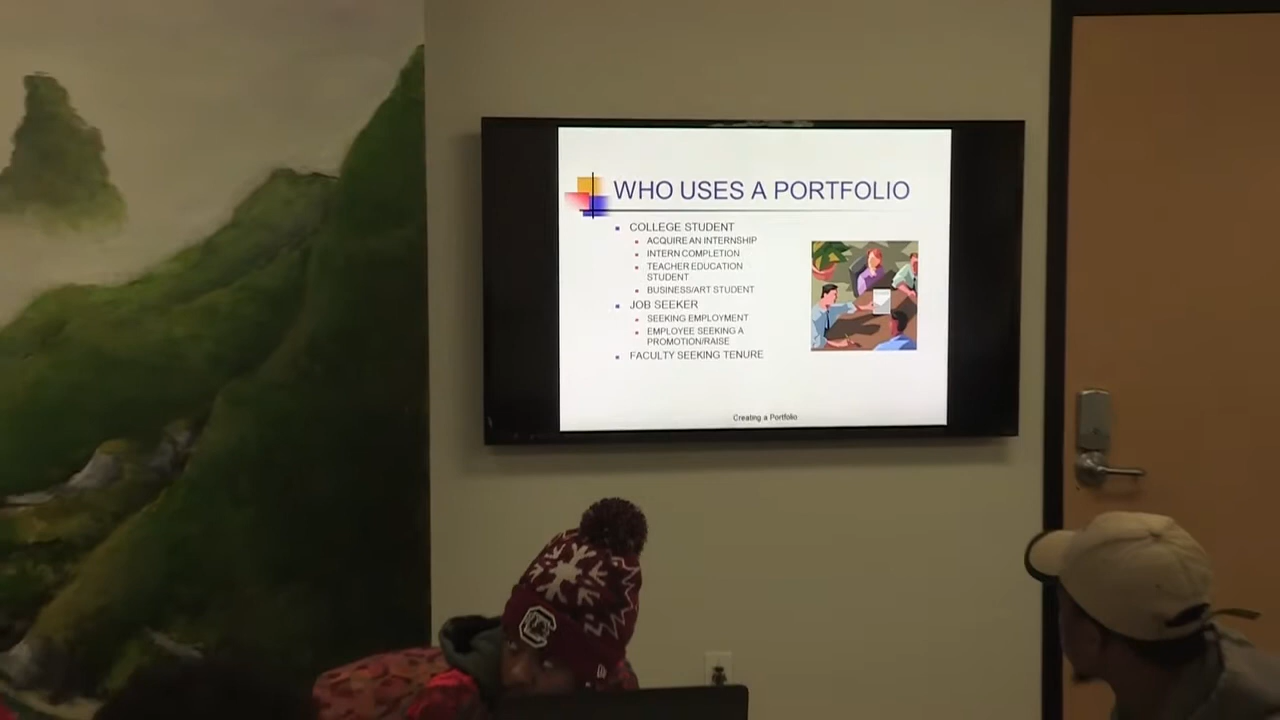 WHO USES A PORTFOLIO
COLLEGE STUDENT
ACQUIRE AN INTERNSHIP
INTERN COMPLETION
TEACHER EDUCATION
STUDENT
BUSINESS/ART STUDENT
JOB SEEKER
SEEKING EMPLOYMENT
EMPLOYEE SEEKING A
PROMOTION/RAISE
FACULTY SEEKING TENURE
Creating a Portfolio